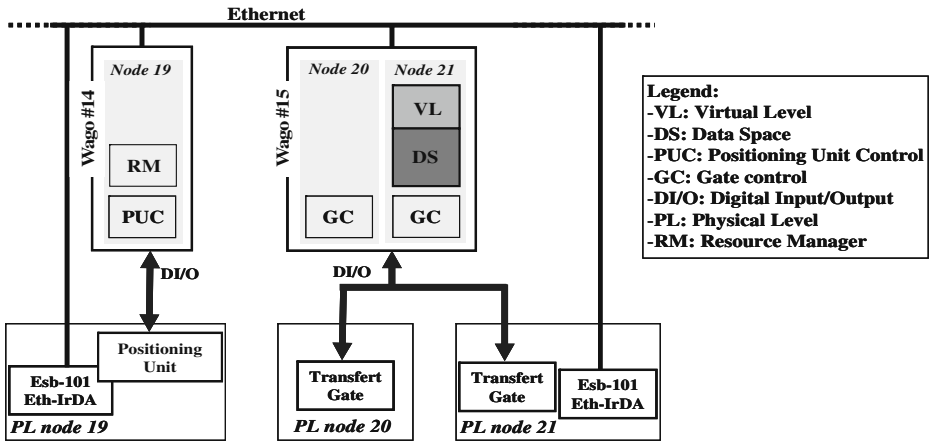 Ethernet
Wago #14
Node 19
RM
PUC
DI/O
Wago #15
Node 20
Node 21
VL
DS
GC
GC
DI/O
Legend:
-VL: Virtual Level
-DS: Data Space
-PUC: Positioning Unit Control
-GC: Gate control
-DI/O: Digital Input/Output
-PL: Physical Level
-RM: Resource Manager
Positioning
Unit
Esb-101
Eth-IrDA
PL node 19
Transfert
Gate
PL node 20
Transfert
Gate
Esb-101
Eth-IrDA
PL node 21